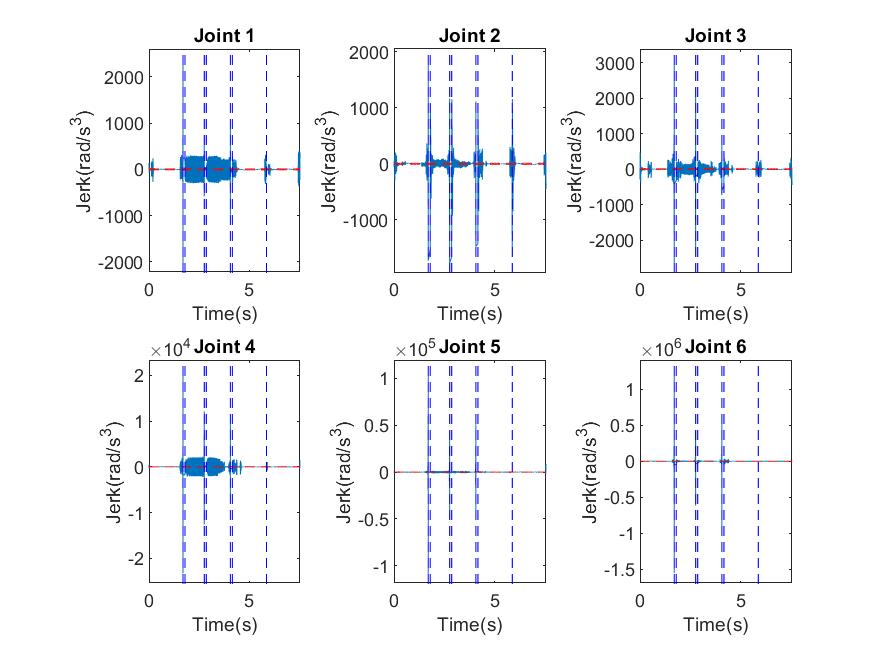 Joint 1
Joint 2
Joint 3
2000
1000
0
-1000
-2000
Jerk(rad/s³)
0
5
Time(s)
2000
1000
0
-1000
Jerk(rad/s³)
0
5
Time(s)
3000
2000
1000
0
-1000
-2000
Jerk(rad/s³)
0
5
Time(s)
×10⁴
Joint 4
×10⁵
Joint 5
×10⁶
Joint 6
2
1
0
-1
-2
Jerk(rad/s³)
0
5
Time(s)
1
0.5
0
-0.5
-1
Jerk(rad/s³)
0
5
Time(s)
1
0.5
0
-0.5
-1
-1.5
Jerk(rad/s³)
0
5
Time(s)